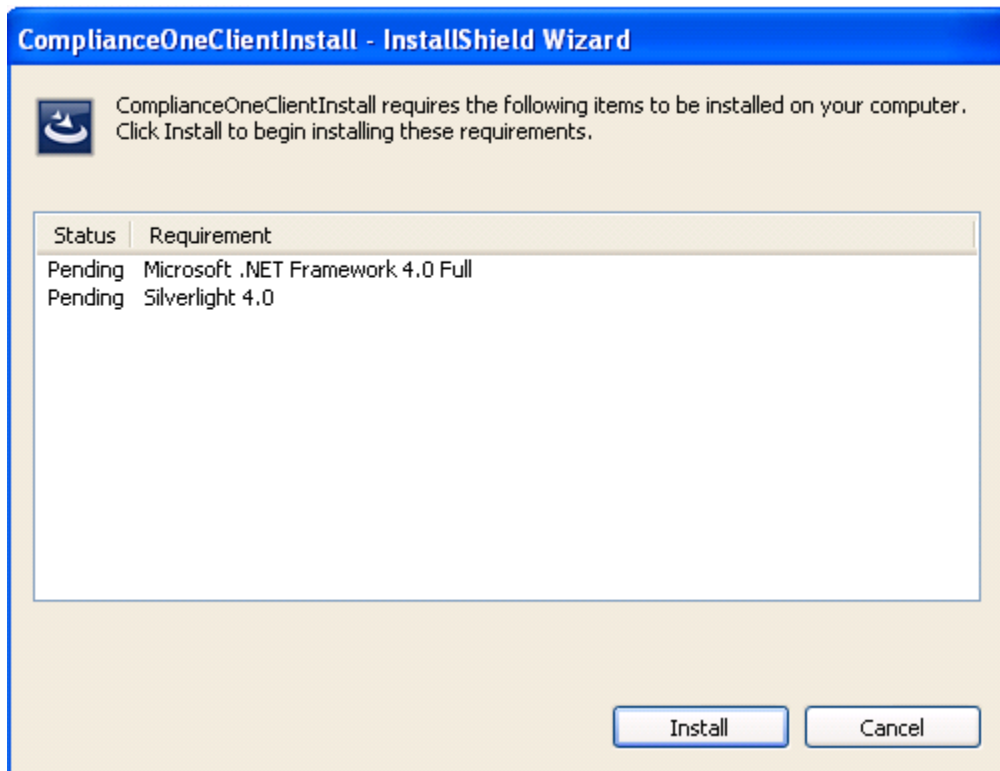 ComplianceOneClientInstall - InstallShield Wizard
ComplianceOneClientInstall requires the following items to be installed on your computer.
Click Install to begin installing these requirements.
Status Requirement
Pending Microsoft .NET Framework 4.0 Full
Pending Silverlight 4.0
Install Cancel